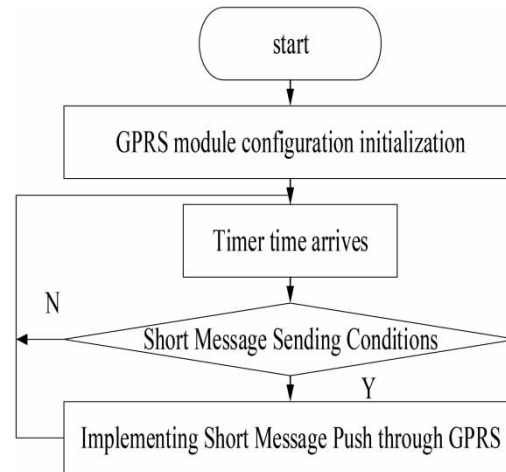 start
GPRS module configuration initialization
Timer time arrives
N
Short Message Sending Conditions
Y
Implementing Short Message Push through GPRS